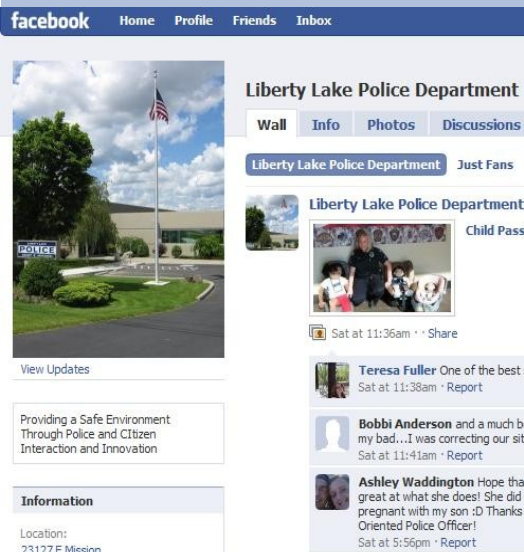 facebook Home Profile Friends Inbox
Liberty Lake Police Department
Wall Info Photos Discussions
Liberty Lake Police Department Just Fans
Liberty Lake Police Department
Child Pass
POLICE
Sat at 11:36am · · Share
View Updates
Teresa Fuller One of the best
Sat at 11:38am · Report
Providing a Safe Environment
Through Police and CItizen
Interaction and Innovation
Bobbi Anderson and a much b
my bad...I was correcting our sit
Sat at 11:41am · Report
Ashley Waddington Hope tha
great at what she does! She did
pregnant with my son :D Thanks
Oriented Police Officer!
Sat at 5:56pm · Report
Information
Location:
23127 E Mission